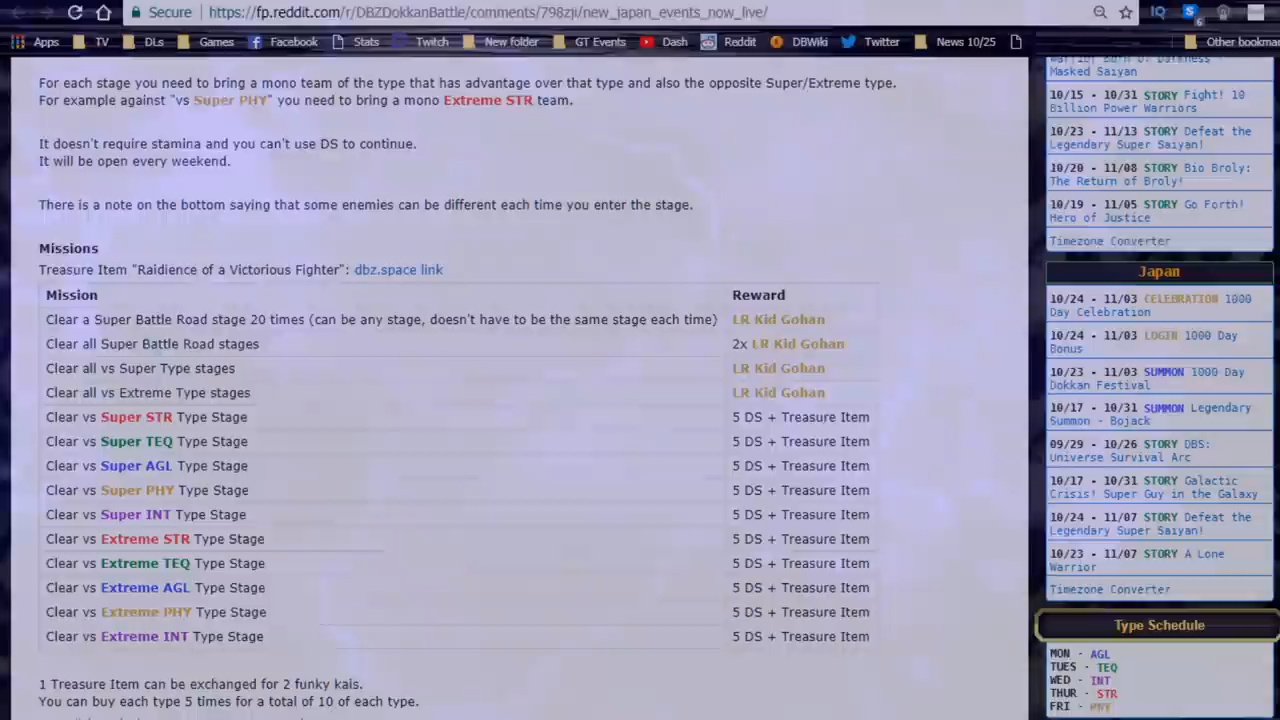 Secure https://fp.reddit.com/r/DBZDokkanBattle/comments/798zji/new_japan_events_now_live/
Apps TV DLs Games Facebook Stats Twitch New folder GT Events Dash Reddit DBWiki Twitter News 10/25 Other bookmar
For each stage you need to bring a mono team of the type that has advantage over that type and also the opposite Super/Extreme type.
For example against "vs Super PHY" you need to bring a mono Extreme STR team.
It doesn't require stamina and you can't use DS to continue.
It will be open every weekend.
There is a note on the bottom saying that some enemies can be different each time you enter the stage.
Missions
Treasure Item "Raidience of a Victorious Fighter": dbz.space link
Mission Reward
Clear a Super Battle Road stage 20 times (can be any stage, doesn't have to be the same stage each time) LR Kid Gohan
Clear all Super Battle Road stages 2x LR Kid Gohan
Clear all vs Super Type stages LR Kid Gohan
Clear all vs Extreme Type stages LR Kid Gohan
Clear vs Super STR Type Stage 5 DS + Treasure Item
Clear vs Super TEQ Type Stage 5 DS + Treasure Item
Clear vs Super AGL Type Stage 5 DS + Treasure Item
Clear vs Super PHY Type Stage 5 DS + Treasure Item
Clear vs Super INT Type Stage 5 DS + Treasure Item
Clear vs Extreme STR Type Stage 5 DS + Treasure Item
Clear vs Extreme TEQ Type Stage 5 DS + Treasure Item
Clear vs Extreme AGL Type Stage 5 DS + Treasure Item
Clear vs Extreme PHY Type Stage 5 DS + Treasure Item
Clear vs Extreme INT Type Stage 5 DS + Treasure Item
1 Treasure Item can be exchanged for 2 funky kais.
You can buy each type 5 times for a total of 10 of each type.
Masked Saiyan
10/15 - 10/31 STORY Fight! 10
Billion Power Warriors
10/23 - 11/13 STORY Defeat the
Legendary Super Saiyan!
10/20 - 11/08 STORY Bio Broly:
The Return of Broly!
10/19 - 11/05 STORY Go Forth!
Hero of Justice
Timezone Converter
Japan
10/24 - 11/03 CELEBRATION 1000
Day Celebration
10/24 - 11/03 LOGIN 1000 Day
Bonus
10/23 - 11/03 SUMMON 1000 Day
Dokkan Festival
10/17 - 10/31 SUMMON Legendary
Summon - Bojack
09/29 - 10/26 STORY DBS:
Universe Survival Arc
10/17 - 10/31 STORY Galactic
Crisis! Super Guy in the Galaxy
10/24 - 11/07 STORY Defeat the
Legendary Super Saiyan!
10/23 - 11/07 STORY A Lone
Warrior
Timezone Converter
Type Schedule
MON - AGL
TUES - TEQ
WED - INT
THUR - STR
FRI - PHY